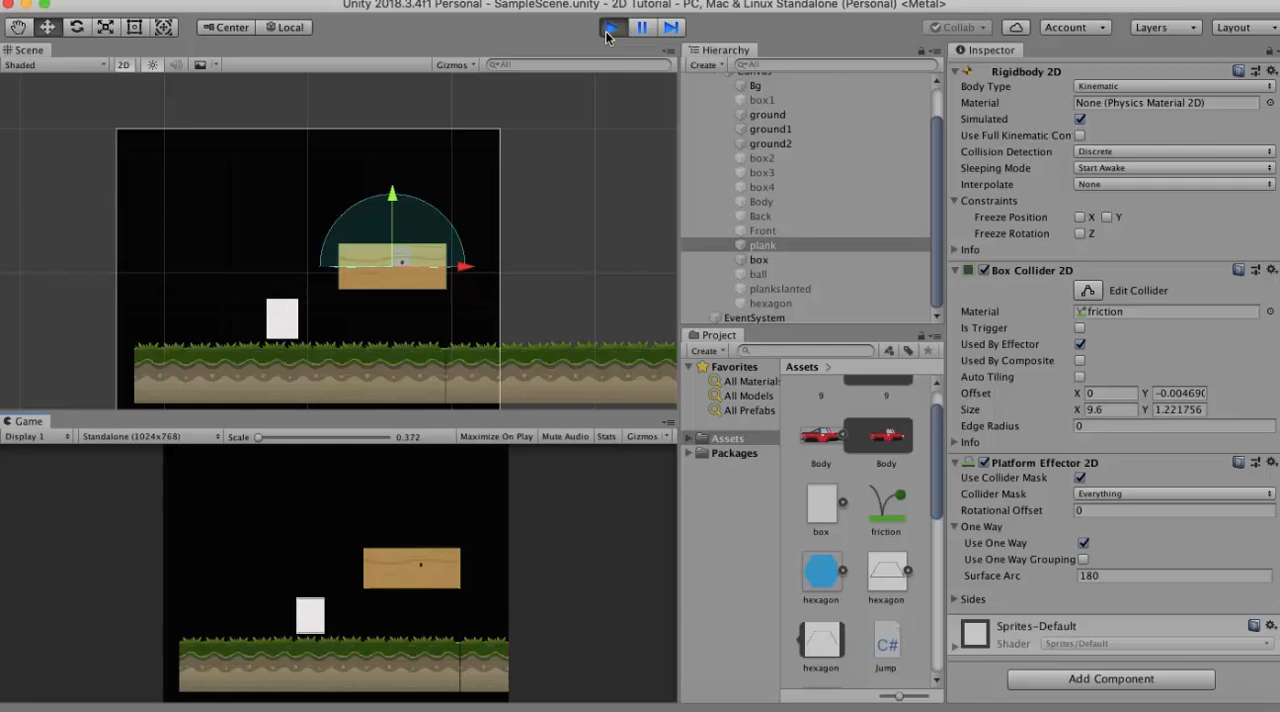 Unity 2018.3.4f1 Personal - SampleScene.unity - 2D Tutorial - PC, Mac & Linux Standalone (Personal) <Metal>
Center Local Collab Account Layers Layout
Scene
Shaded 2D Gizmos All
Hierarchy
Create All
Canvas
Bg
box1
ground
ground1
ground2
box2
box3
box4
Body
Back
Front
plank
box
ball
plankslanted
hexagon
EventSystem
Project
Create
Favorites
All Materials
All Models
All Prefabs
Assets
Packages
Assets
9 9
Body Body
box friction
hexagon hexagon
hexagon Jump
C#
Game
Display 1 Standalone (1024x768) Scale 0.372 Maximize On Play Mute Audio Stats Gizmos
Inspector
Rigidbody 2D
Body Type Kinematic
Material None (Physics Material 2D)
Simulated
Use Full Kinematic Con
Collision Detection Discrete
Sleeping Mode Start Awake
Interpolate None
Constraints
Freeze Position X Y
Freeze Rotation Z
Info
Box Collider 2D
Edit Collider
Material friction
Is Trigger
Used By Effector
Used By Composite
Auto Tiling
Offset X 0 Y -0.004690
Size X 9.6 Y 1.221756
Edge Radius 0
Info
Platform Effector 2D
Use Collider Mask
Collider Mask Everything
Rotational Offset 0
One Way
Use One Way
Use One Way Grouping
Surface Arc 180
Sides
Sprites-Default
Shader Sprites/Default
Add Component